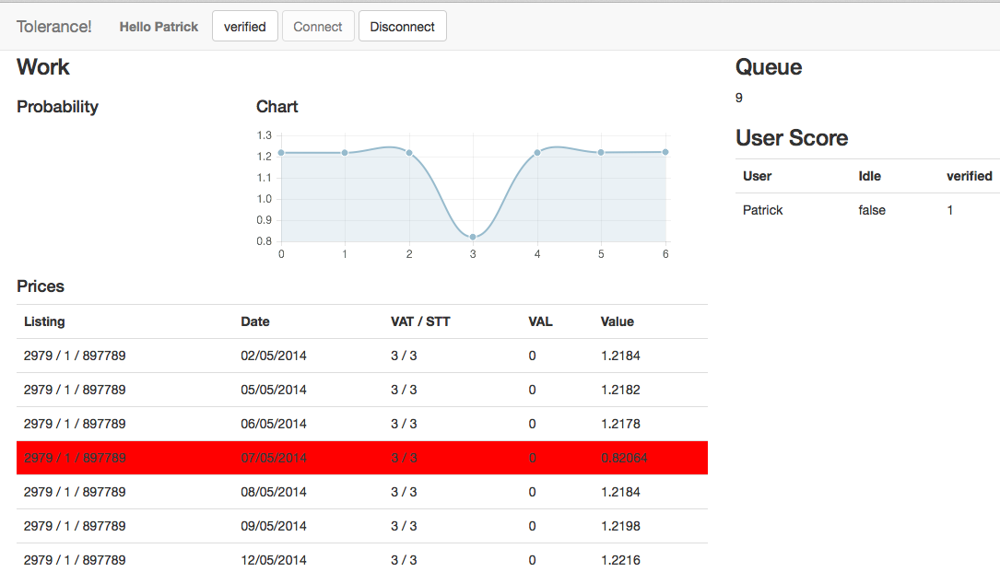 Tolerance! Hello Patrick verified Connect Disconnect
Work
Probability
Chart
1.3
1.2
1.1
1.0
0.9
0.8
0 1 2 3 4 5 6
Prices
Listing Date VAT / STT VAL Value
2979 / 1 / 897789 02/05/2014 3 / 3 0 1.2184
2979 / 1 / 897789 05/05/2014 3 / 3 0 1.2182
2979 / 1 / 897789 06/05/2014 3 / 3 0 1.2178
2979 / 1 / 897789 07/05/2014 3 / 3 0 0.82064
2979 / 1 / 897789 08/05/2014 3 / 3 0 1.2184
2979 / 1 / 897789 09/05/2014 3 / 3 0 1.2198
2979 / 1 / 897789 12/05/2014 3 / 3 0 1.2216
Queue
9
User Score
User Idle verified
Patrick false 1